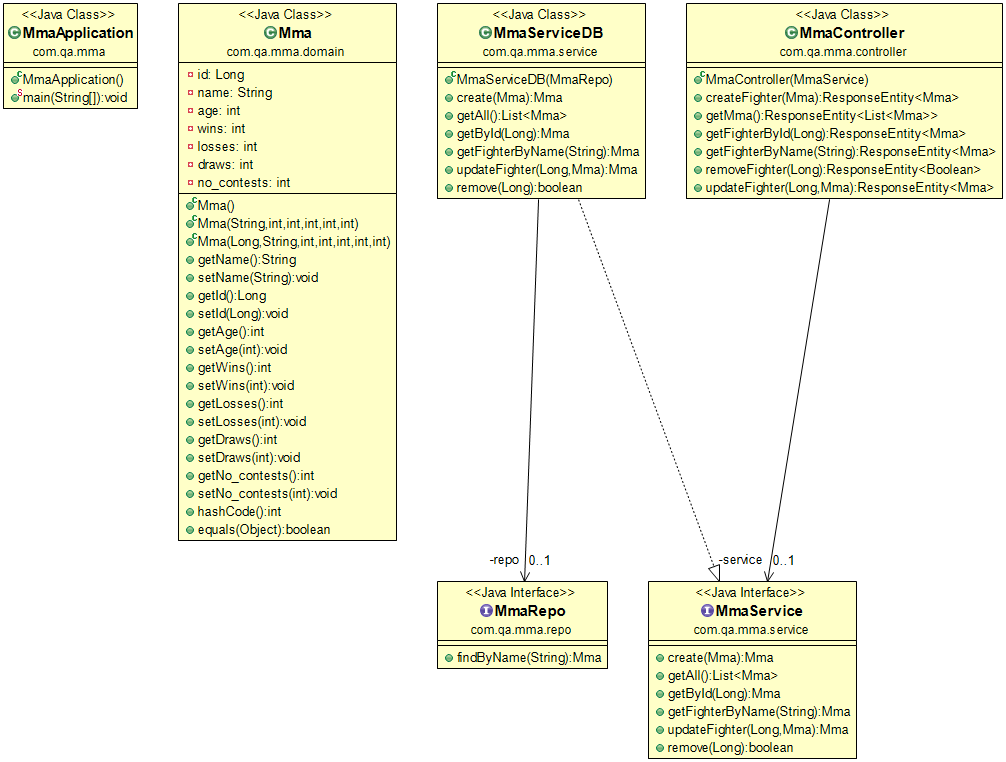 <<Java Class>>
MmaApplication
com.qa.mma
MmaApplication()
main(String[]):void
<<Java Class>>
Mma
com.qa.mma.domain
id: Long
name: String
age: int
wins: int
losses: int
draws: int
no_contests: int
Mma()
Mma(String,int,int,int,int,int)
Mma(Long,String,int,int,int,int,int)
getName():String
setName(String):void
getId():Long
setId(Long):void
getAge():int
setAge(int):void
getWins():int
setWins(int):void
getLosses():int
setLosses(int):void
getDraws():int
setDraws(int):void
getNo_contests():int
setNo_contests(int):void
hashCode():int
equals(Object):boolean
<<Java Class>>
MmaServiceDB
com.qa.mma.service
MmaServiceDB(MmaRepo)
create(Mma):Mma
getAll():List<Mma>
getById(Long):Mma
getFighterByName(String):Mma
updateFighter(Long,Mma):Mma
remove(Long):boolean
<<Java Class>>
MmaController
com.qa.mma.controller
MmaController(MmaService)
createFighter(Mma):ResponseEntity<Mma>
getMma():ResponseEntity<List<Mma>>
getFighterById(Long):ResponseEntity<Mma>
getFighterByName(String):ResponseEntity<Mma>
removeFighter(Long):ResponseEntity<Boolean>
updateFighter(Long,Mma):ResponseEntity<Mma>
-repo 0..1
-service 0..1
<<Java Interface>>
MmaRepo
com.qa.mma.repo
findByName(String):Mma
<<Java Interface>>
MmaService
com.qa.mma.service
create(Mma):Mma
getAll():List<Mma>
getById(Long):Mma
getFighterByName(String):Mma
updateFighter(Long,Mma):Mma
remove(Long):boolean